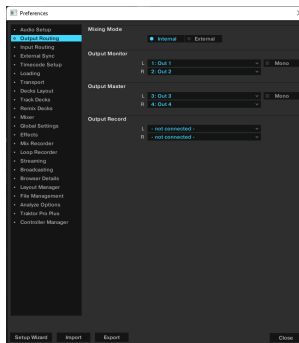 Preferences
Audio Setup
Output Routing
Input Routing
External Sync
Timecode Setup
Loading
Transport
Decks Layout
Track Decks
Remix Decks
Mixer
Global Settings
Effects
Mix Recorder
Loop Recorder
Streaming
Broadcasting
Browser Details
Layout Manager
File Management
Analyze Options
Traktor Pro Plus
Controller Manager
Mixing Mode
Internal External
Output Monitor
L 1: Out 1 Mono
R 2: Out 2
Output Master
L 3: Out 3 Mono
R 4: Out 4
Output Record
L - not connected -
R - not connected -
Setup Wizard Import Export Close